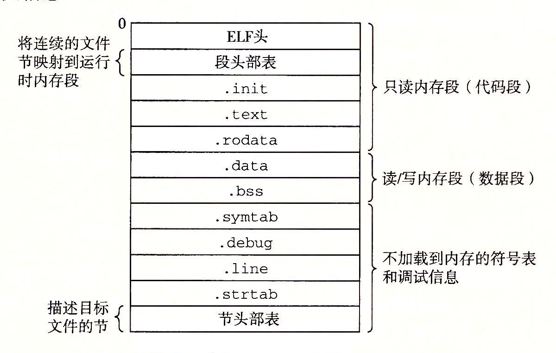 0
ELF头
将连续的文件
节映射到运行
时内存段
段头部表
.init
.text
.rodata
只读内存段（代码段）
.data
.bss
读/写内存段（数据段）
.symtab
.debug
.line
.strtab
不加载到内存的符号表
和调试信息
描述目标
文件的节
节头部表